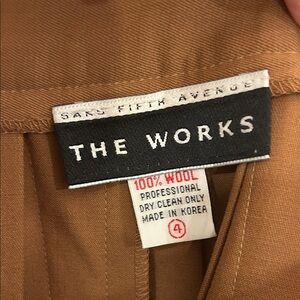 SAKS FIFTH AVENUE
THE WORKS
100% WOOL
PROFESSIONAL
DRY CLEAN ONLY
MADE IN KOREA
4